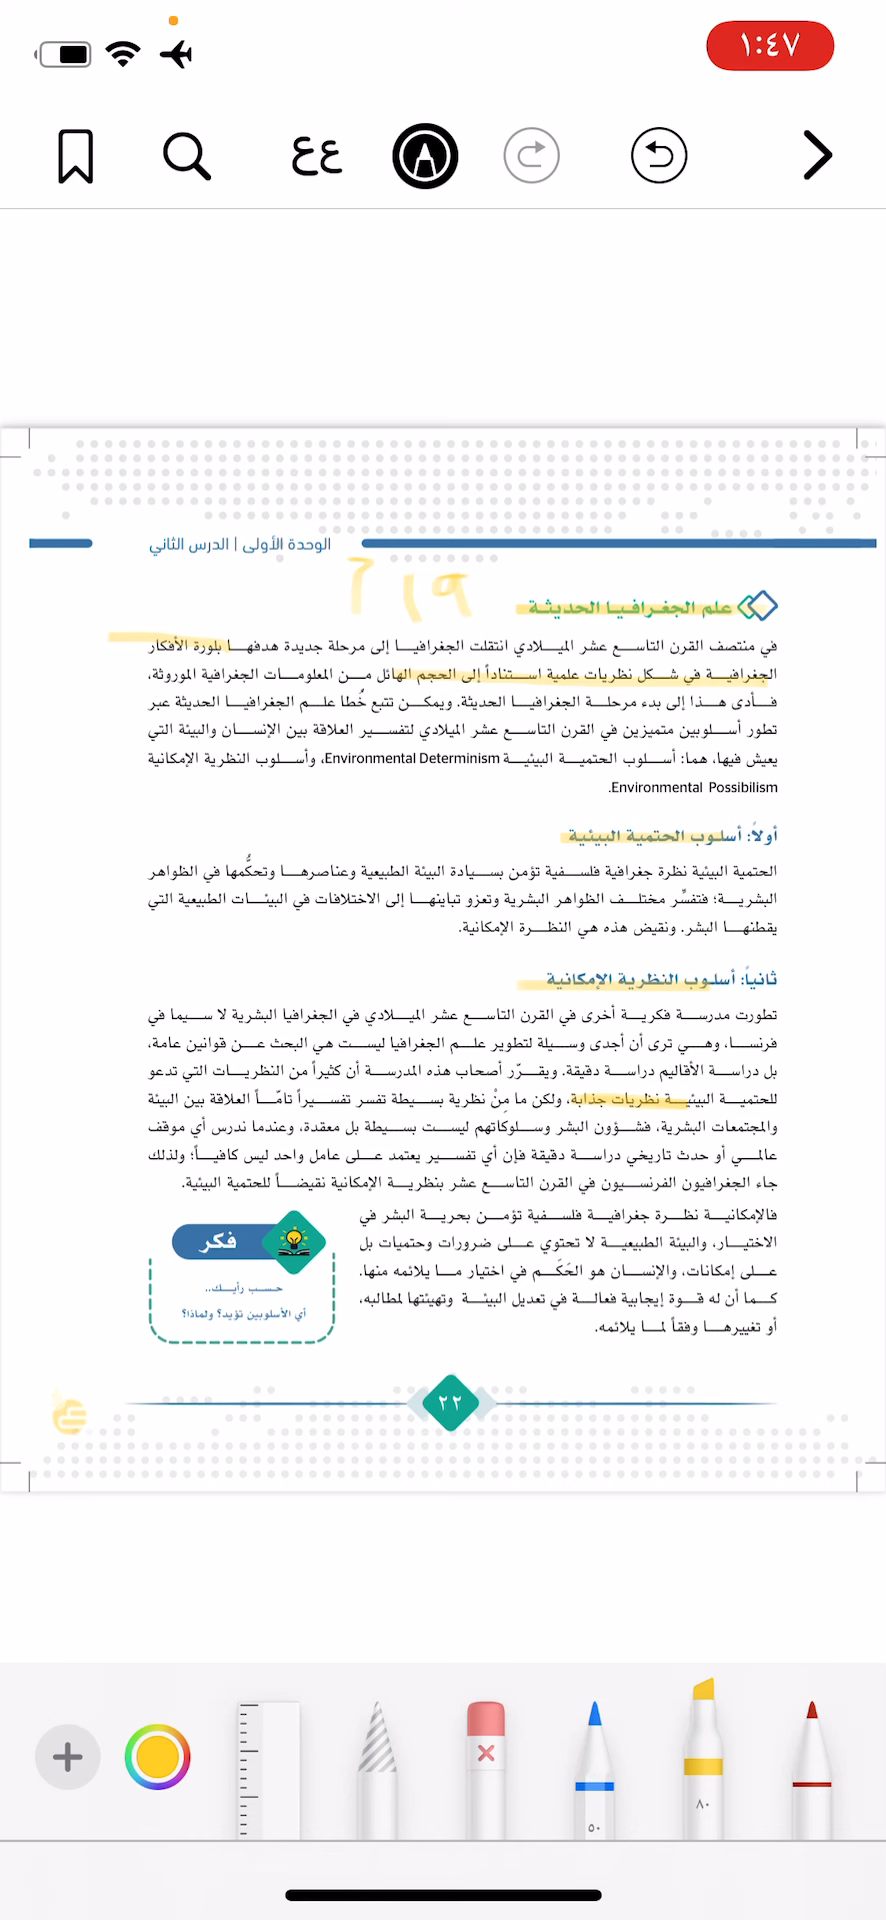 ١:٤٧
عع
الوحدة الأولى | الدرس الثاني
١٩
علم الجغرافيا الحديثة
في منتصف القرن التاسع عشر الميلادي انتقلت الجغرافيا إلى مرحلة جديدة هدفها بلورة الأفكار
الجغرافية في شكل نظريات علمية استناداً إلى الحجم الهائل من المعلومات الجغرافية الموروثة،
فأدى هذا إلى بدء مرحلة الجغرافيا الحديثة. ويمكن تتبع خُطا علم الجغرافيا الحديثة عبر
تطور أسلوبين متميزين في القرن التاسع عشر الميلادي لتفسير العلاقة بين الإنسان والبيئة التي
يعيش فيها، هما: أسلوب الحتمية البيئية Environmental Determinism، وأسلوب النظرية الإمكانية
Environmental Possibilism.
أولاً: أسلوب الحتمية البيئية
الحتمية البيئية نظرة جغرافية فلسفية تؤمن بسيادة البيئة الطبيعية وعناصرها وتحكُّمها في الظواهر
البشرية؛ فتفسِّر مختلف الظواهر البشرية وتعزو تباينها إلى الاختلافات في البيئات الطبيعية التي
يقطنها البشر. ونقيض هذه هي النظرة الإمكانية.
ثانياً: أسلوب النظرية الإمكانية
تطورت مدرسة فكرية أخرى في القرن التاسع عشر الميلادي في الجغرافيا البشرية لا سيما في
فرنسا، وهي ترى أن أجدى وسيلة لتطوير علم الجغرافيا ليست هي البحث عن قوانين عامة،
بل دراسة الأقاليم دراسة دقيقة. ويقرّر أصحاب هذه المدرسة أن كثيراً من النظريات التي تدعو
للحتمية البيئية نظريات جذابة، ولكن ما مِنْ نظرية بسيطة تفسر تفسيراً تامّاً العلاقة بين البيئة
والمجتمعات البشرية، فشؤون البشر وسلوكاتهم ليست بسيطة بل معقدة، وعندما ندرس أي موقف
عالمي أو حدث تاريخي دراسة دقيقة فإن أي تفسير يعتمد على عامل واحد ليس كافياً؛ ولذلك
جاء الجغرافيون الفرنسيون في القرن التاسع عشر بنظرية الإمكانية نقيضاً للحتمية البيئية.
فالإمكانية نظرة جغرافية فلسفية تؤمن بحرية البشر في
الاختيار، والبيئة الطبيعية لا تحتوي على ضرورات وحتميات بل
على إمكانات، والإنسان هو الحَكَم في اختيار ما يلائمه منها.
كما أن له قوة إيجابية فعالة في تعديل البيئة وتهيئتها لمطالبه،
أو تغييرها وفقاً لما يلائمه.
فكر
حسب رأيك..
أي الأسلوبين تؤيد؟ ولماذا؟
٢٢
٥٠
٨٠